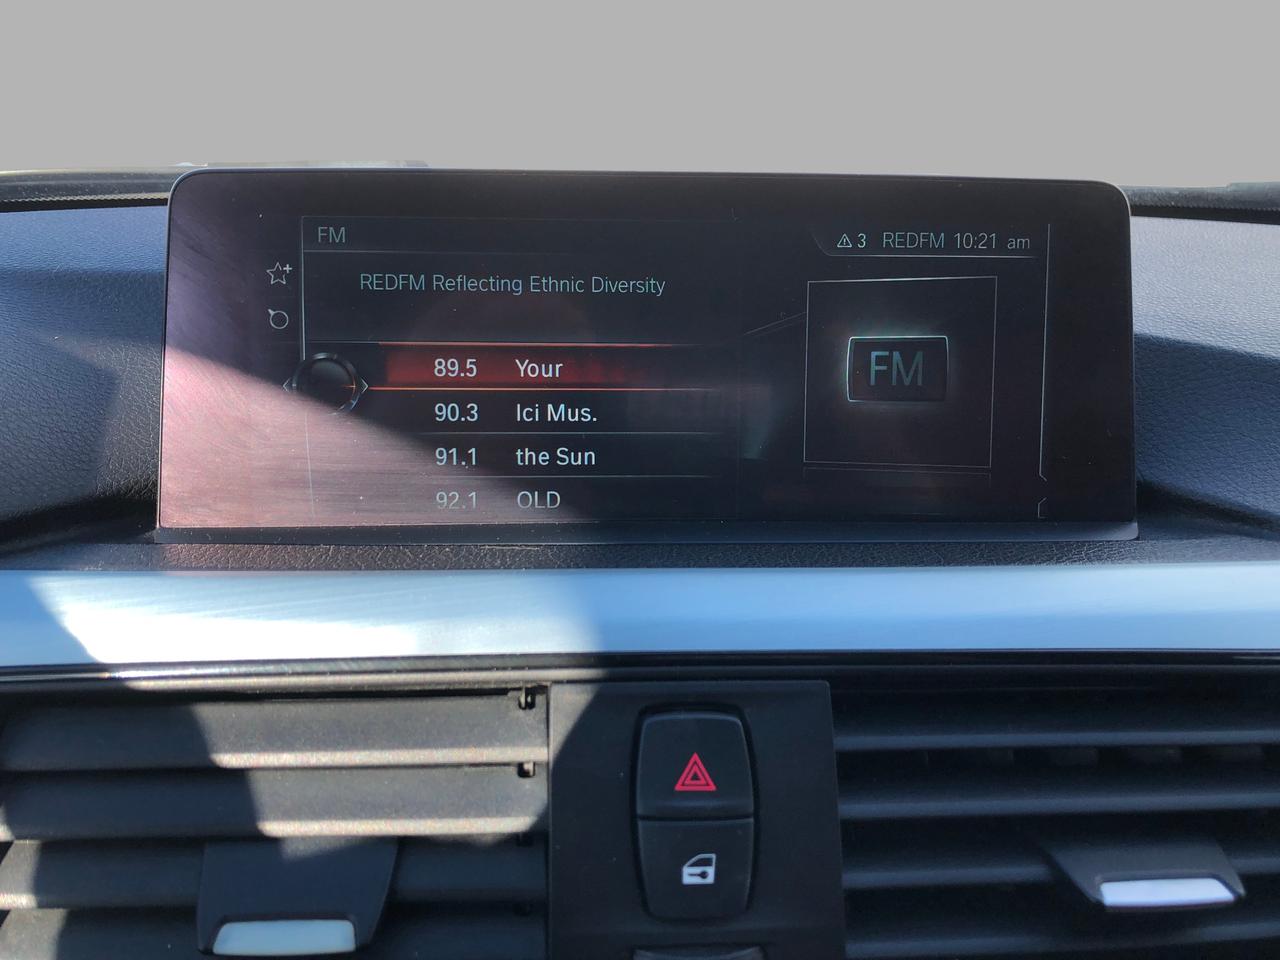 FM
3 REDFM 10:21 am
REDFM Reflecting Ethnic Diversity
89.5 Your
90.3 Ici Mus.
91.1 the Sun
92.1 OLD
FM